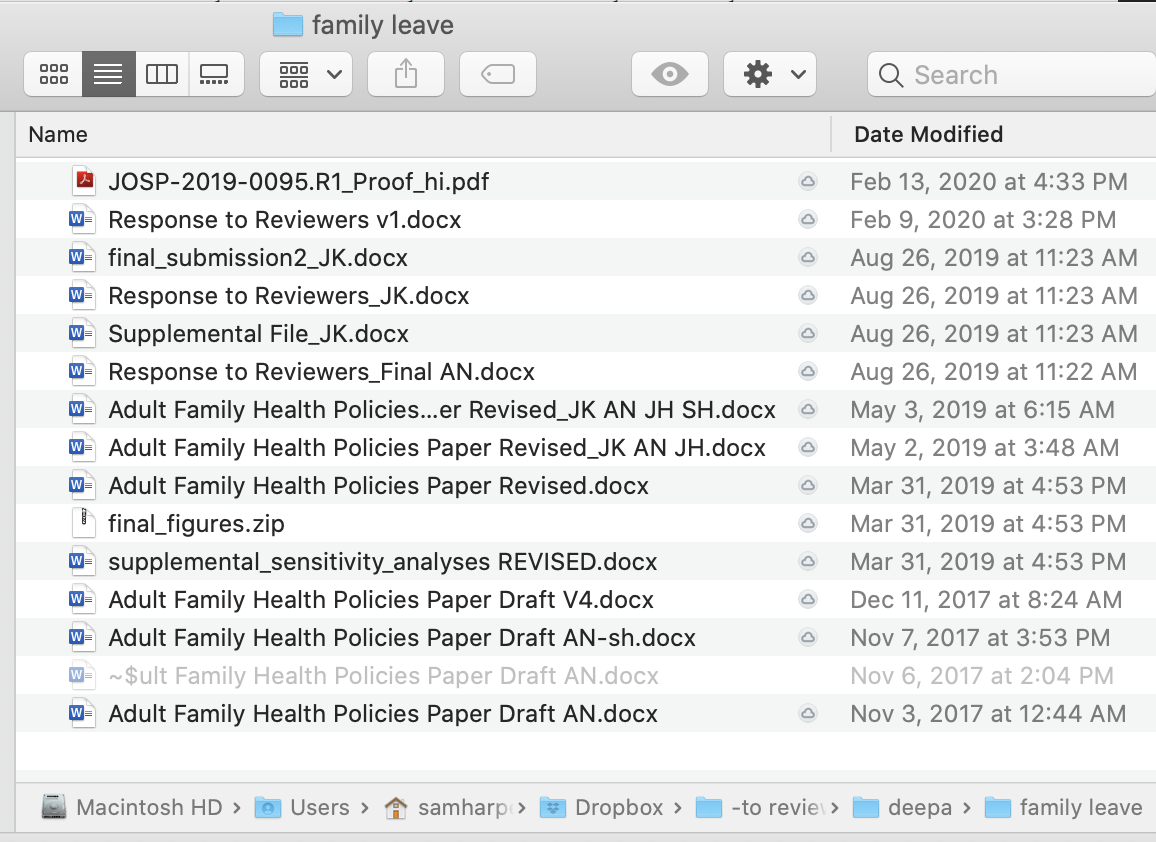 family leave
Search
Name Date Modified
JOSP-2019-0095.R1_Proof_hi.pdf Feb 13, 2020 at 4:33 PM
Response to Reviewers v1.docx Feb 9, 2020 at 3:28 PM
final_submission2_JK.docx Aug 26, 2019 at 11:23 AM
Response to Reviewers_JK.docx Aug 26, 2019 at 11:23 AM
Supplemental File_JK.docx Aug 26, 2019 at 11:23 AM
Response to Reviewers_Final AN.docx Aug 26, 2019 at 11:22 AM
Adult Family Health Policies...er Revised_JK AN JH SH.docx May 3, 2019 at 6:15 AM
Adult Family Health Policies Paper Revised_JK AN JH.docx May 2, 2019 at 3:48 AM
Adult Family Health Policies Paper Revised.docx Mar 31, 2019 at 4:53 PM
final_figures.zip Mar 31, 2019 at 4:53 PM
supplemental_sensitivity_analyses REVISED.docx Mar 31, 2019 at 4:53 PM
Adult Family Health Policies Paper Draft V4.docx Dec 11, 2017 at 8:24 AM
Adult Family Health Policies Paper Draft AN-sh.docx Nov 7, 2017 at 3:53 PM
~$ult Family Health Policies Paper Draft AN.docx Nov 6, 2017 at 2:04 PM
Adult Family Health Policies Paper Draft AN.docx Nov 3, 2017 at 12:44 AM
Macintosh HD › Users › samharp › Dropbox › -to review › deepa › family leave